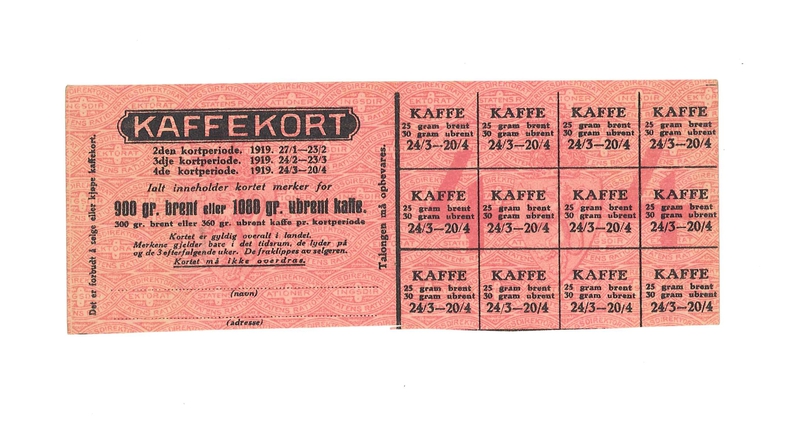 KAFFEKORT
2den kortperiode. 1919. 27/1—23/2
3dje kortperiode. 1919. 24/2—23/3
4de kortperiode. 1919. 24/3—20/4
Ialt inneholder kortet merker for
900 gr. brent eller 1080 gr. ubrent kaffe.
300 gr. brent eller 360 gr. ubrent kaffe pr. kortperiode
Kortet er gyldig overalt i landet.
Merkene gjelder bare i det tidsrum, de lyder på
og de 3 efterfølgende uker. De fraklippes av selgeren.
Kortet må ikke overdras.
(navn)
(adresse)
Det er forbudt å selge eller kjøpe kaffekort.
Talongen må opbevares.
KAFFE KAFFE KAFFE KAFFE
25 gram brent 25 gram brent 25 gram brent 25 gram brent
30 gram ubrent 30 gram ubrent 30 gram ubrent 30 gram ubrent
24/3—20/4 24/3—20/4 24/3—20/4 24/3—20/4
KAFFE KAFFE KAFFE KAFFE
25 gram brent 25 gram brent 25 gram brent 25 gram brent
30 gram ubrent 30 gram ubrent 30 gram ubrent 30 gram ubrent
24/3—20/4 24/3—20/4 24/3—20/4 24/3—20/4
KAFFE KAFFE KAFFE KAFFE
25 gram brent 25 gram brent 25 gram brent 25 gram brent
30 gram ubrent 30 gram ubrent 30 gram ubrent 30 gram ubrent
24/3—20/4 24/3—20/4 24/3—20/4 24/3—20/4